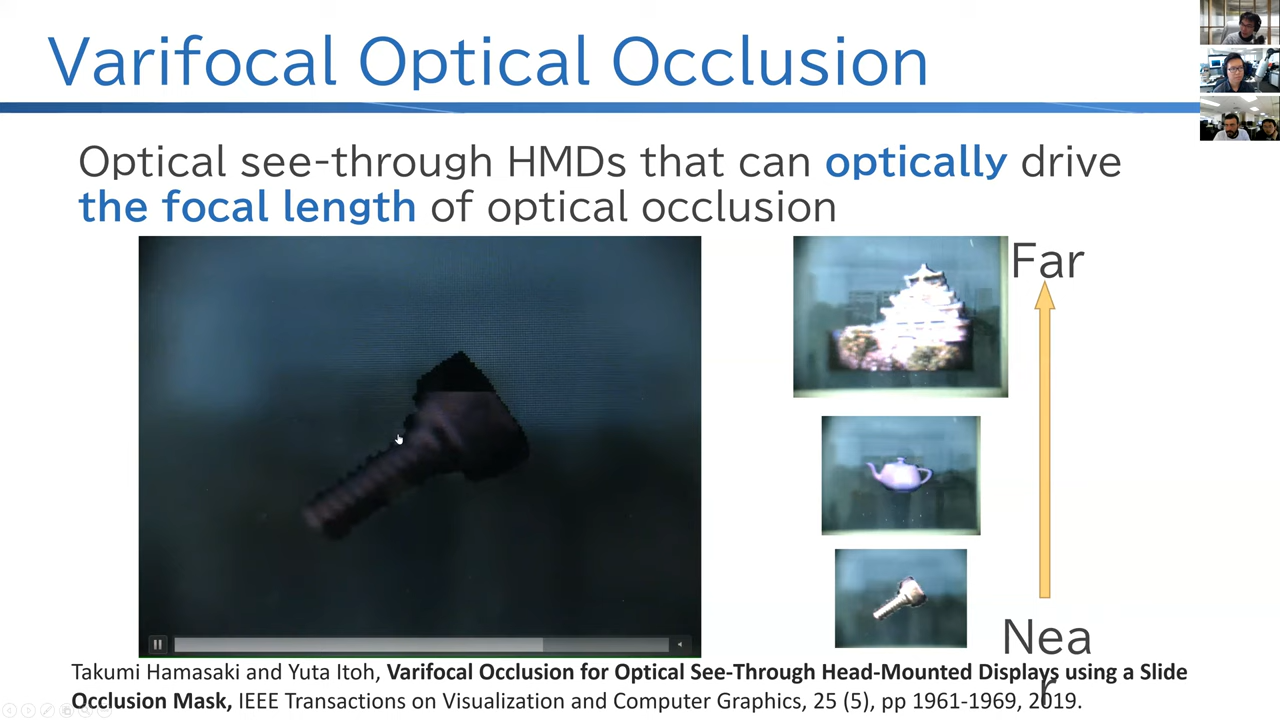 Varifocal Optical Occlusion
Optical see-through HMDs that can optically drive
the focal length of optical occlusion
Far
Nea
r
Takumi Hamasaki and Yuta Itoh, Varifocal Occlusion for Optical See-Through Head-Mounted Displays using a Slide
Occlusion Mask, IEEE Transactions on Visualization and Computer Graphics, 25 (5), pp 1961-1969, 2019.